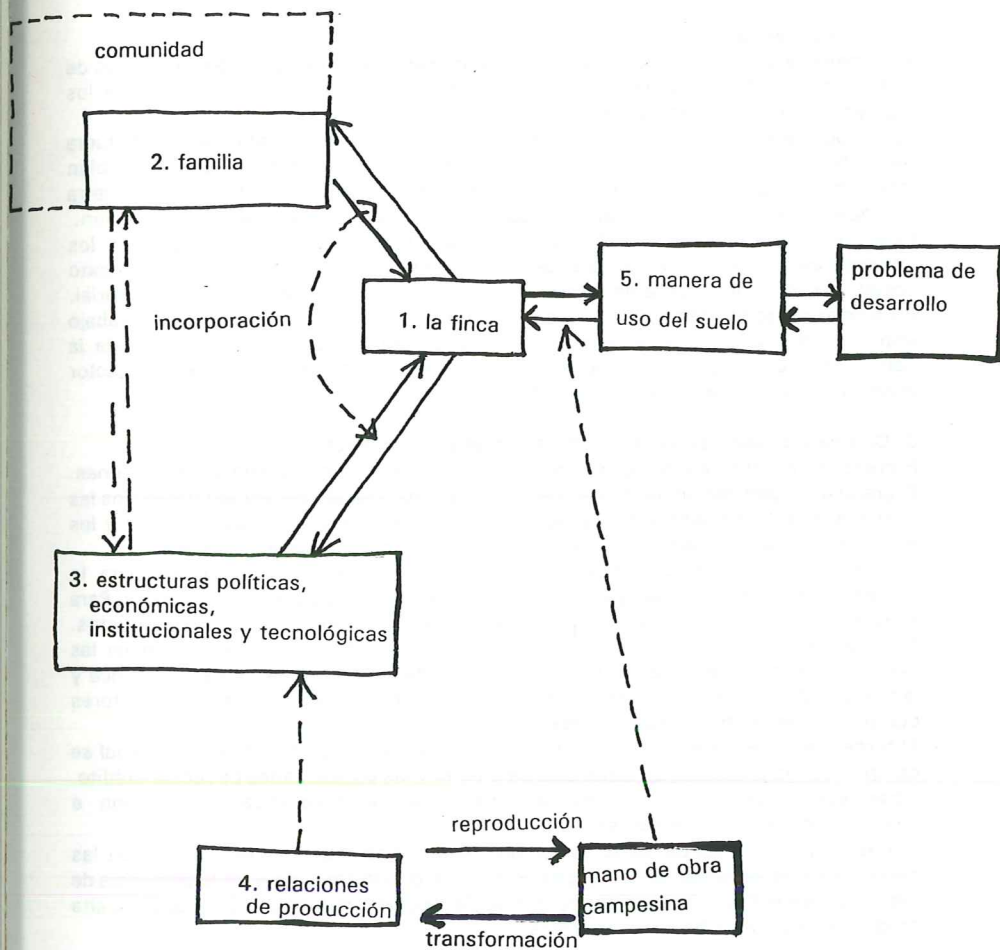 comunidad
2. familia
incorporación
1. la finca
5. manera de
uso del suelo
problema de
desarrollo
3. estructuras políticas,
económicas,
institucionales y tecnológicas
reproducción
4. relaciones
de producción
mano de obra
campesina
transformación